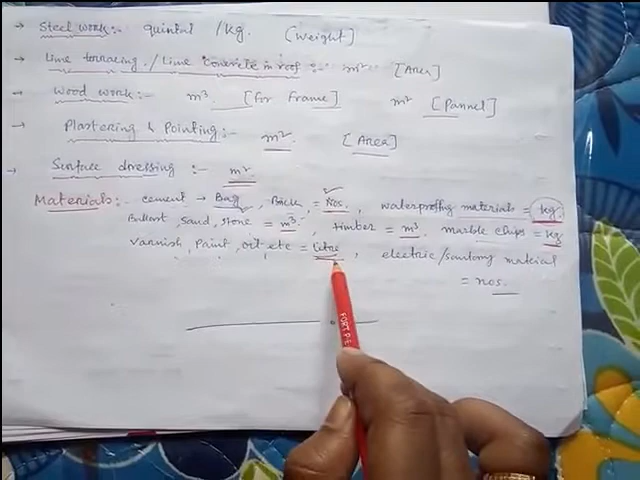 → Steel work:- quintal /kg. [Weight]
→ Lime terracing./Lime concrete in roof:- m² [Area]
→ Wood work:- m³ [For Frame] m² [Pannel]
→ Plastering & Pointing:- m² [Area]
→ Surface dressing :- m²
Materials:- cement → Bag, Brick = Nos, waterproofing materials = kg.
Ballast, sand, stone = m³. timber = m³. marble chips = kg
Varnish, Paint, oil etc = Litre, electric/ material
= nos.